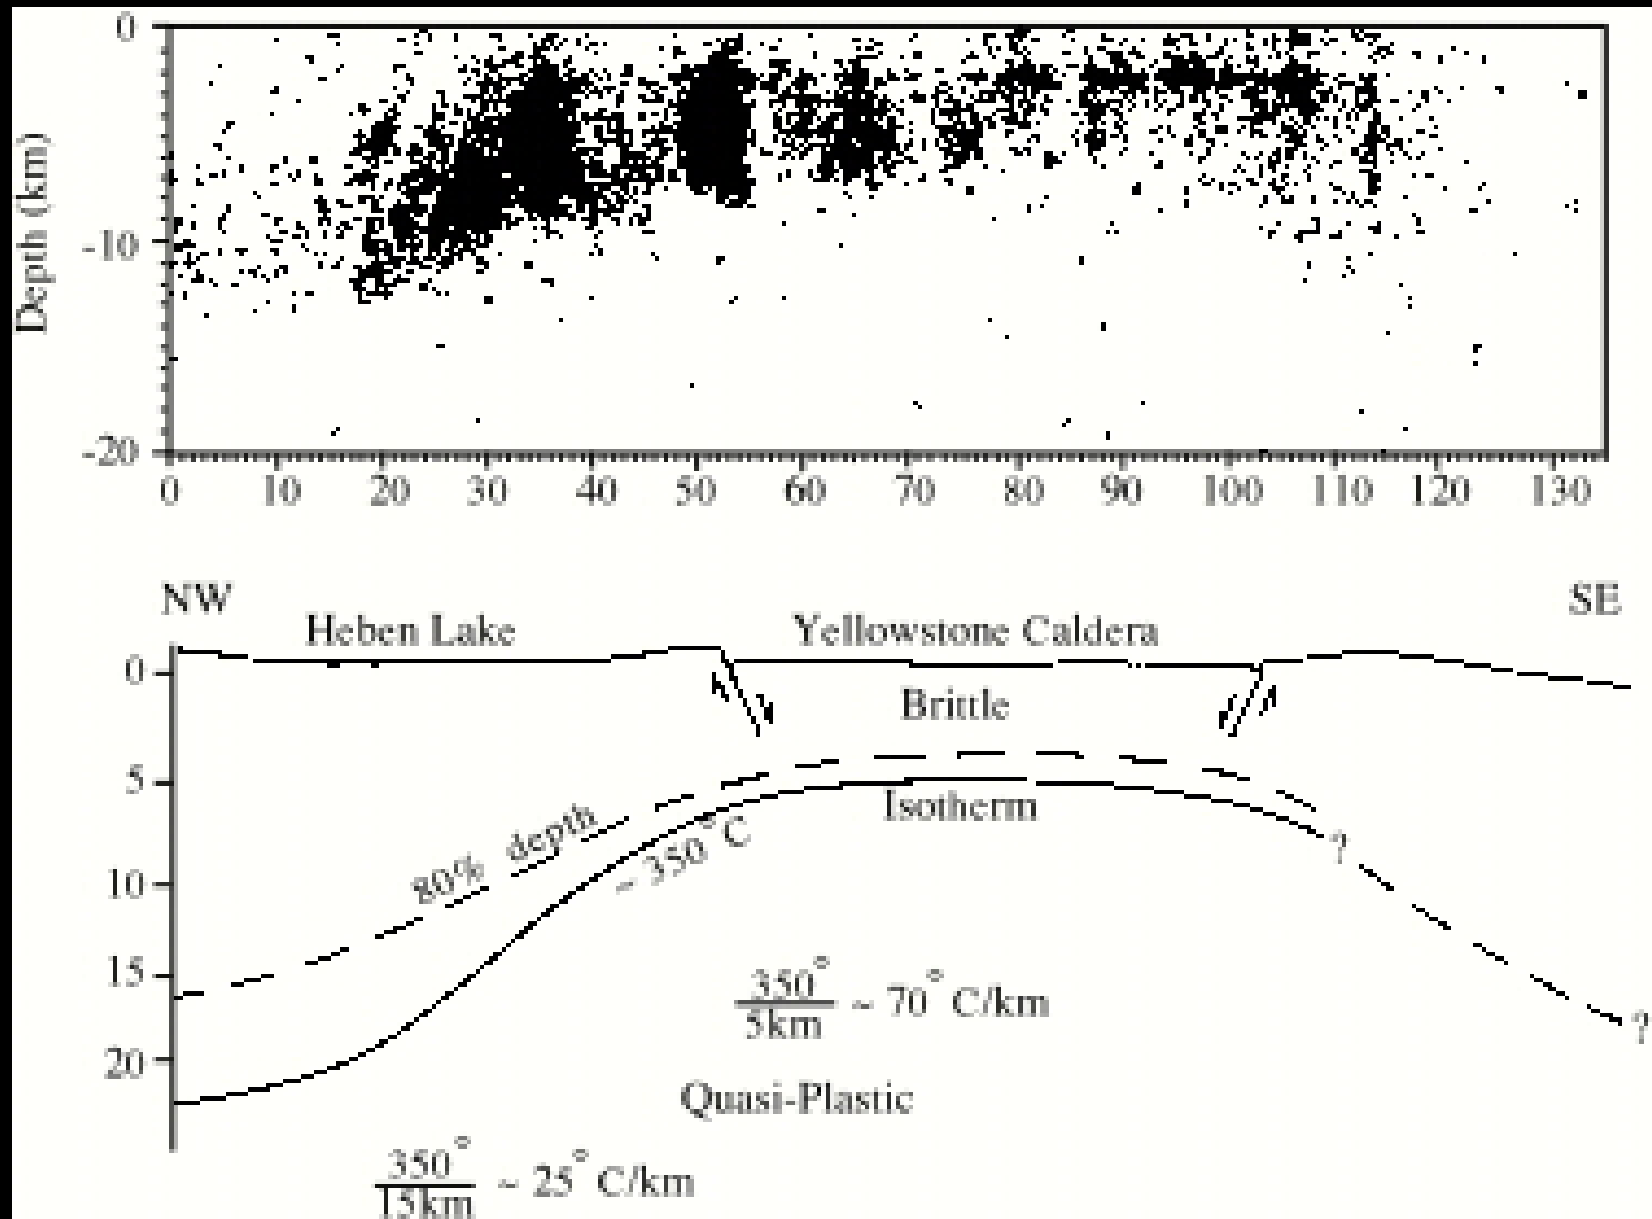 0
-10
-20
Depth (km)
0 10 20 30 40 50 60 70 80 90 100 110 120 130
NW SE
Heben Lake Yellowstone Caldera
0
Brittle
5
Isotherm
80% depth
~ 350°C
?
10
15
350°
5km
~ 70°C/km
?
20
Quasi-Plastic
350°
15km
~ 25°C/km